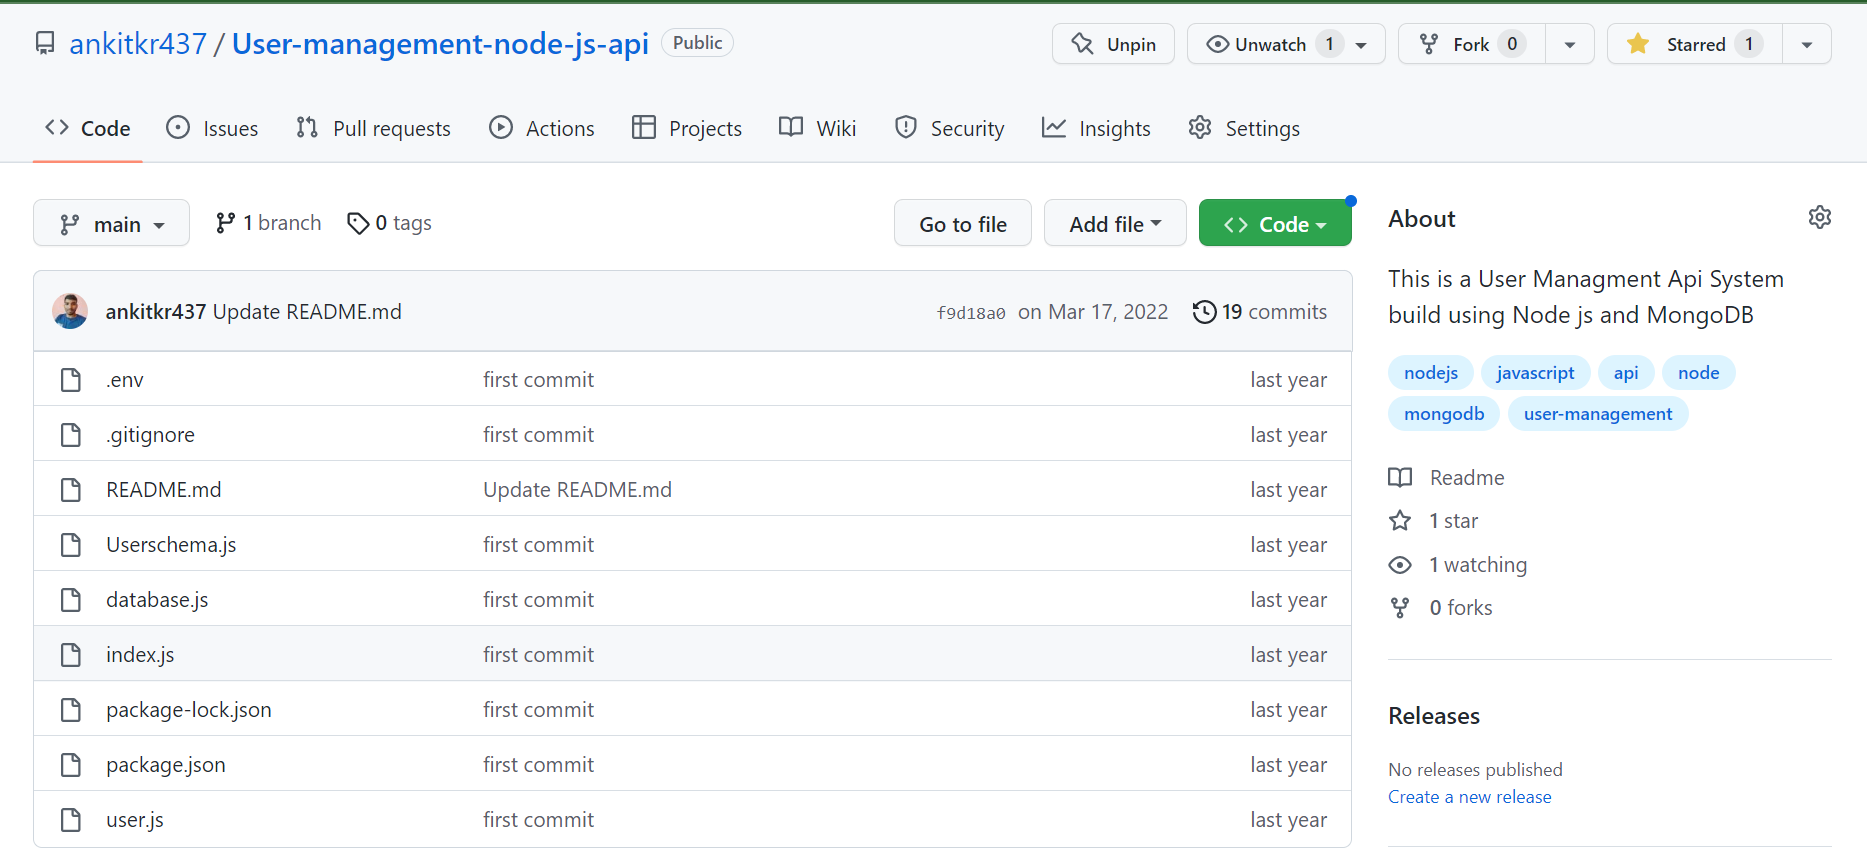 ankitkr437 / User-management-node-js-api Public
Unpin Unwatch 1 Fork 0 Starred 1
Code Issues Pull requests Actions Projects Wiki Security Insights Settings
main 1 branch 0 tags Go to file Add file Code
ankitkr437 Update README.md f9d18a0 on Mar 17, 2022 19 commits
.env first commit last year
.gitignore first commit last year
README.md Update README.md last year
Userschema.js first commit last year
database.js first commit last year
index.js first commit last year
package-lock.json first commit last year
package.json first commit last year
user.js first commit last year
About
This is a User Managment Api System
build using Node js and MongoDB
nodejs javascript api node
mongodb user-management
Readme
1 star
1 watching
0 forks
Releases
No releases published
Create a new release